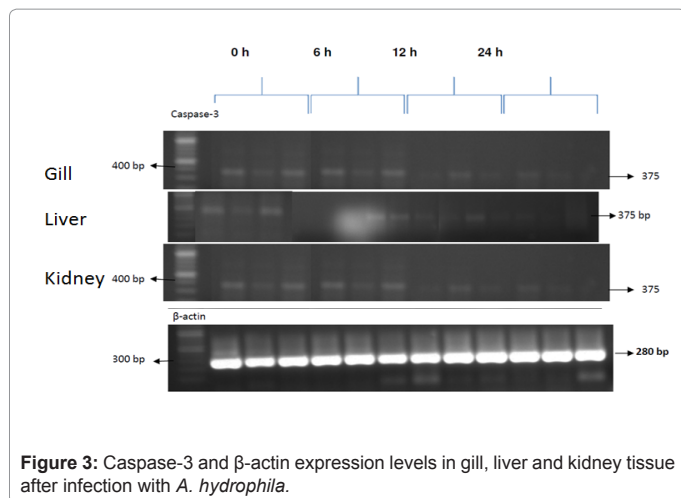 0 h 6 h 12 h 24 h
Caspase-3
Gill 400 bp 375
Liver 375 bp
Kidney 400 bp 375
β-actin
300 bp 280 bp
Figure 3: Caspase-3 and β-actin expression levels in gill, liver and kidney tissue
after infection with A. hydrophila.